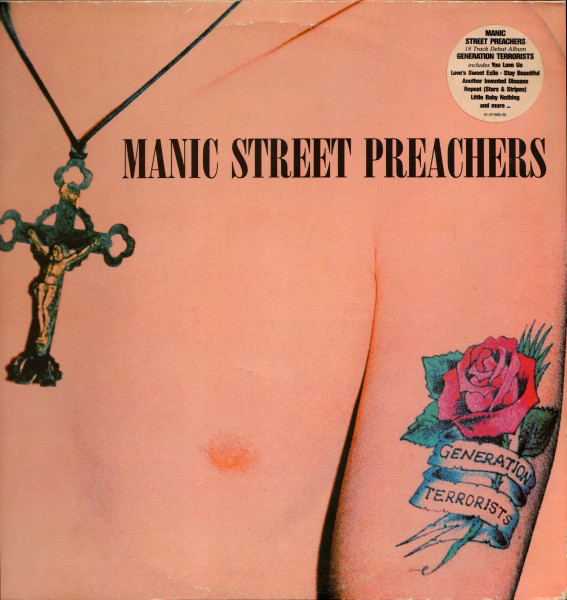 MANIC
STREET PREACHERS
18 Track Debut Album
GENERATION TERRORISTS
includes You Love Us
Love's Sweet Exile - Stay Beautiful
Another Invented Disease
Repeat (Stars & Stripes)
Little Baby Nothing
and more ...
MANIC STREET PREACHERS
GENERATION
TERRORISTS